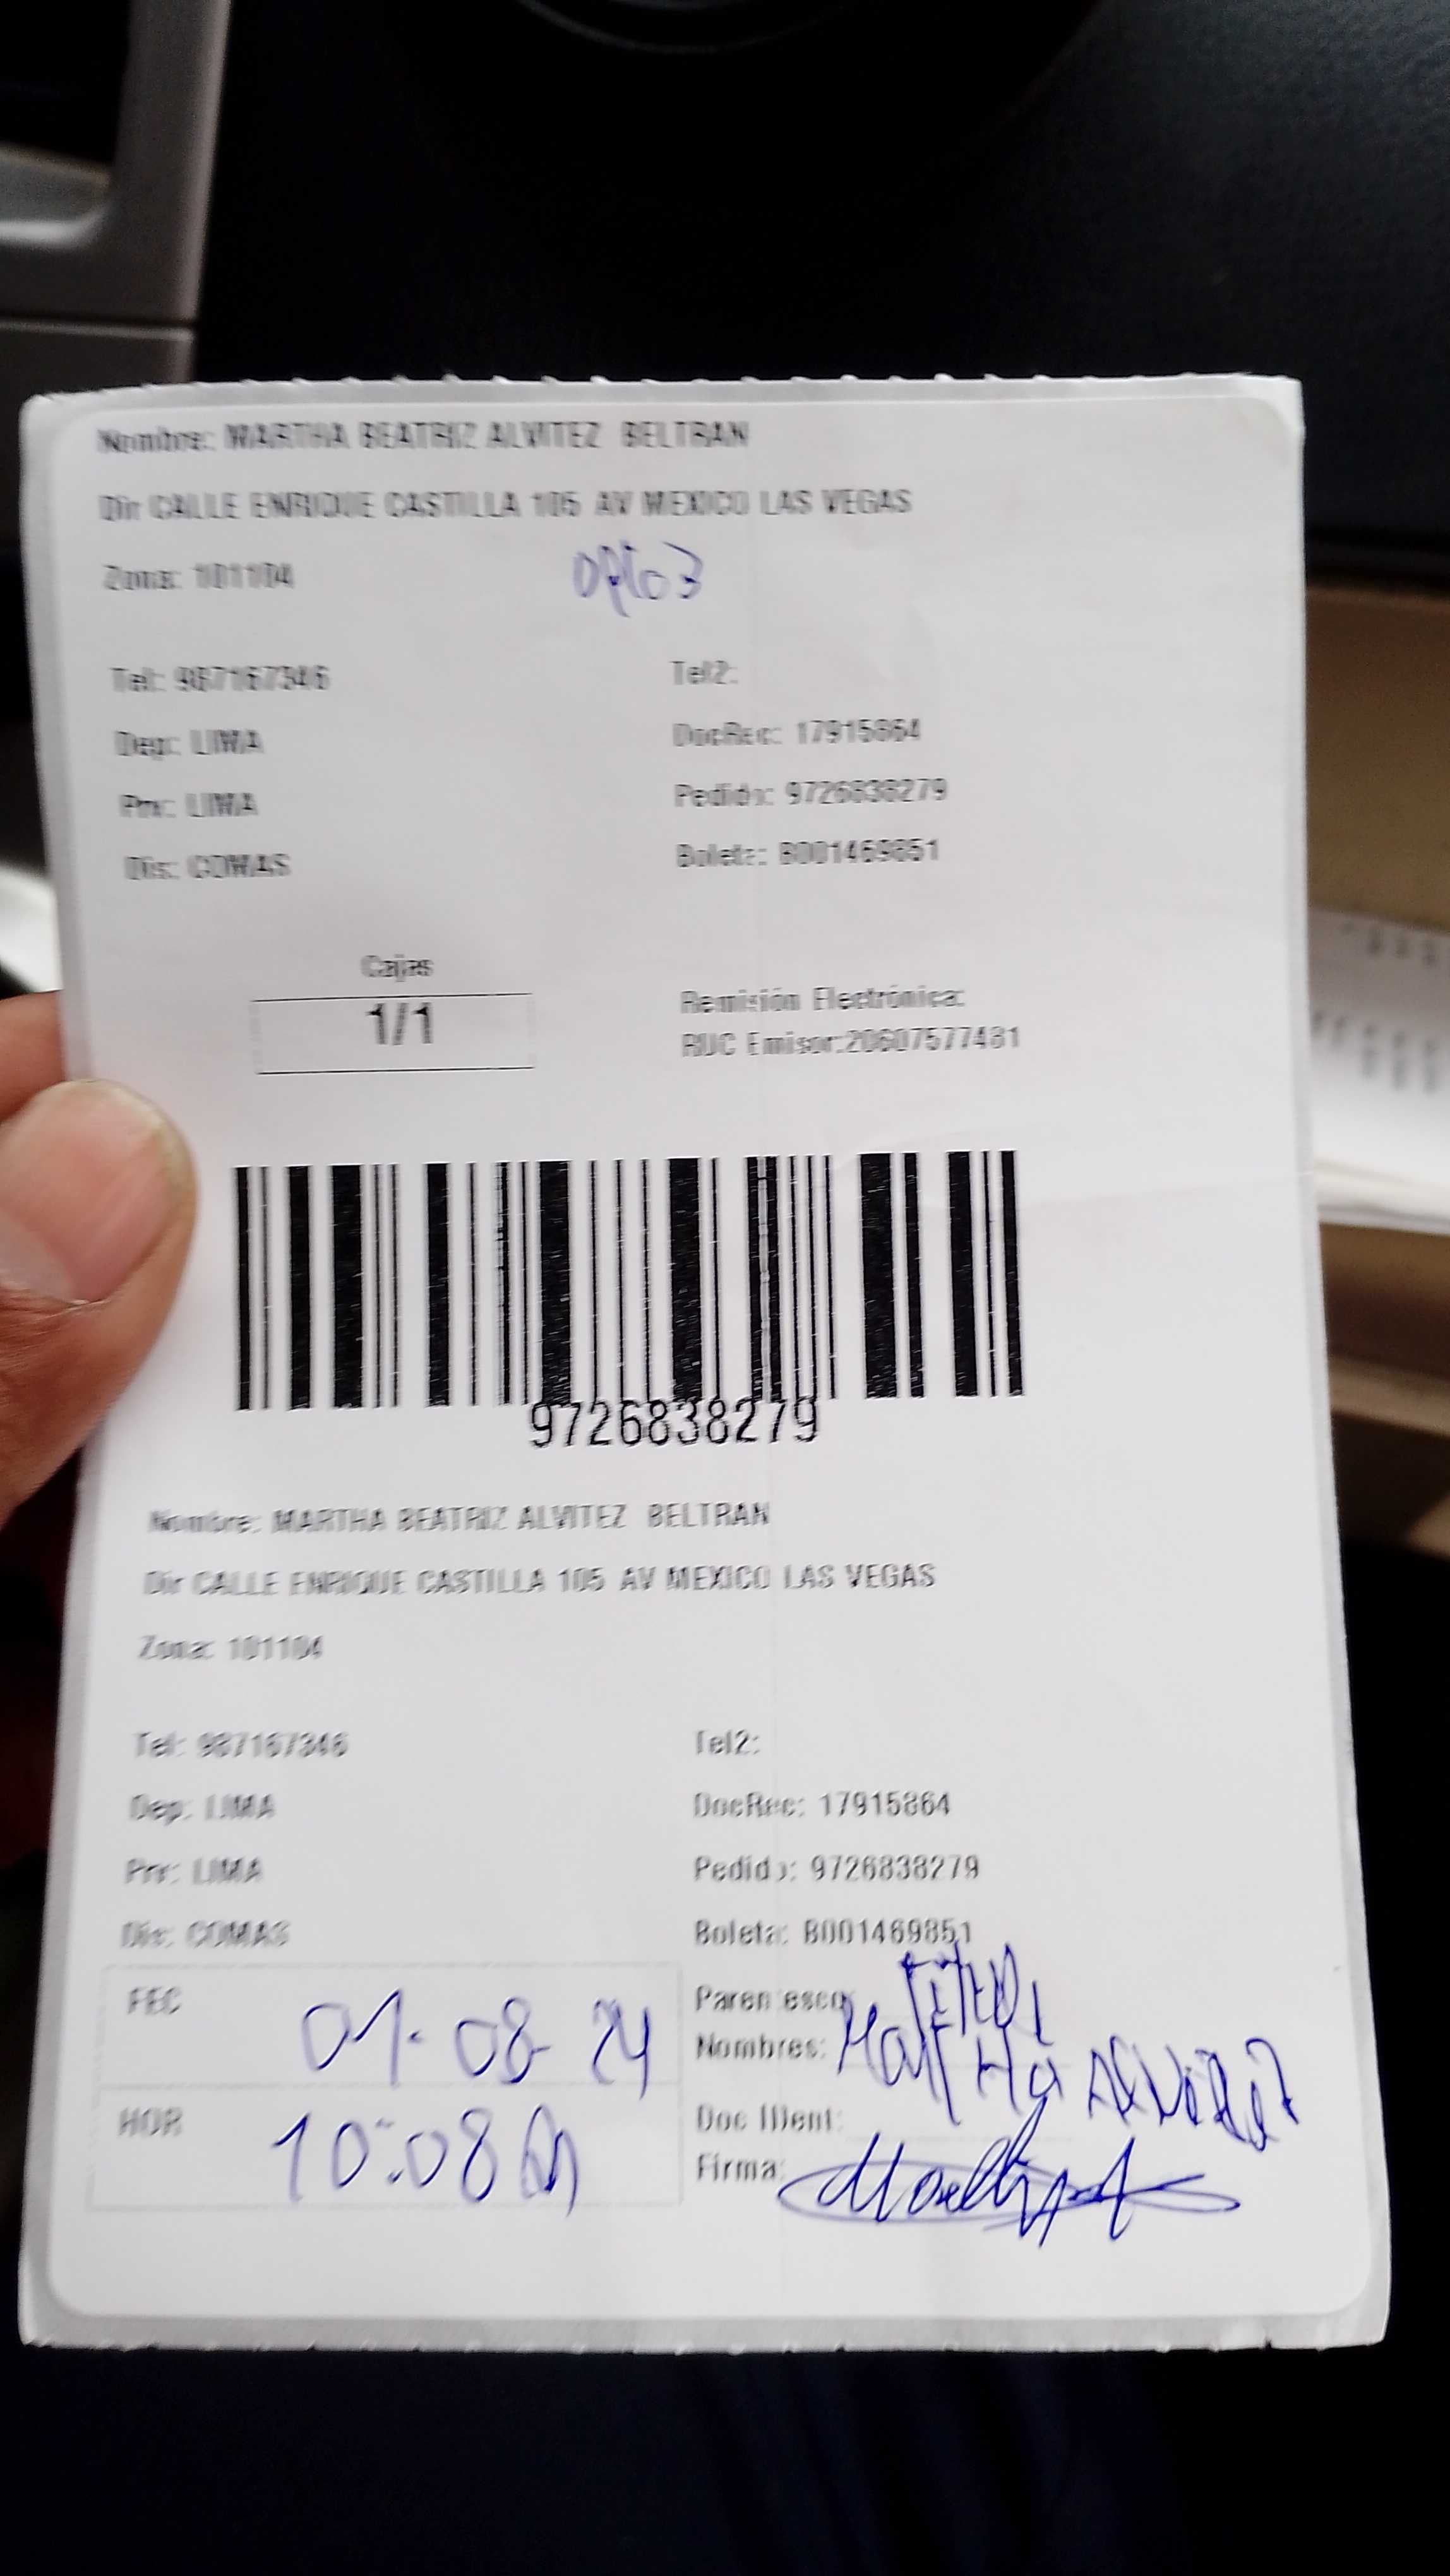 Nombre: MARTHA BEATRIZ ALVITEZ BELTRAN
Dir CALLE ENRIQUE CASTILLA 105 AV MEXICO LAS VEGAS
Zona: 101104
Tel: 987167346 Tel2:
Dep: LIMA DocRec: 17915864
Prv: LIMA Pedido: 9726838279
Dis: COMAS Boleta: B001469851
Cajas
1/1
Remisión Electrónica:
RUC Emisor:20607577481
9726838279
Nombre: MARTHA BEATRIZ ALVITEZ BELTRAN
Dir CALLE ENRIQUE CASTILLA 105 AV MEXICO LAS VEGAS
Zona: 101104
Tel: 987167346 Tel2:
Dep: LIMA DocRec: 17915864
Prv: LIMA Pedido: 9726838279
Dis: COMAS Boleta: B001469851
FEC 01-08-24 Parentesco
Nombres: Martha Alvitez
HOR 10:08 Doc IDent:
Firma: